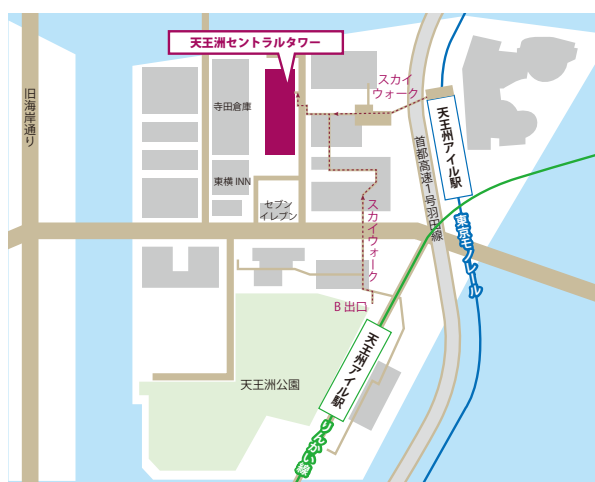 天王洲セントラルタワー
旧海岸通り
寺田倉庫
スカイ
ウォーク
天王州アイル駅
首都高速1号羽田線
東横INN
セブン
イレブン
スカイウォーク
東京モノレール
B出口
天王州アイル駅
天王洲公園
りんかい線